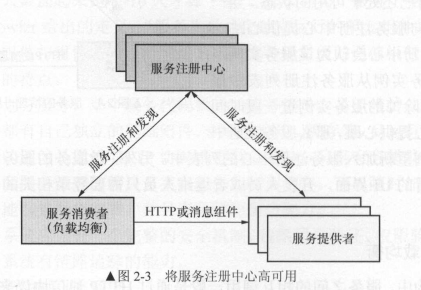 服务注册中心
服务注册和发现
服务注册和发现
服务消费者
(负载均衡)
HTTP或消息组件
服务提供者
▲图 2-3 将服务注册中心高可用